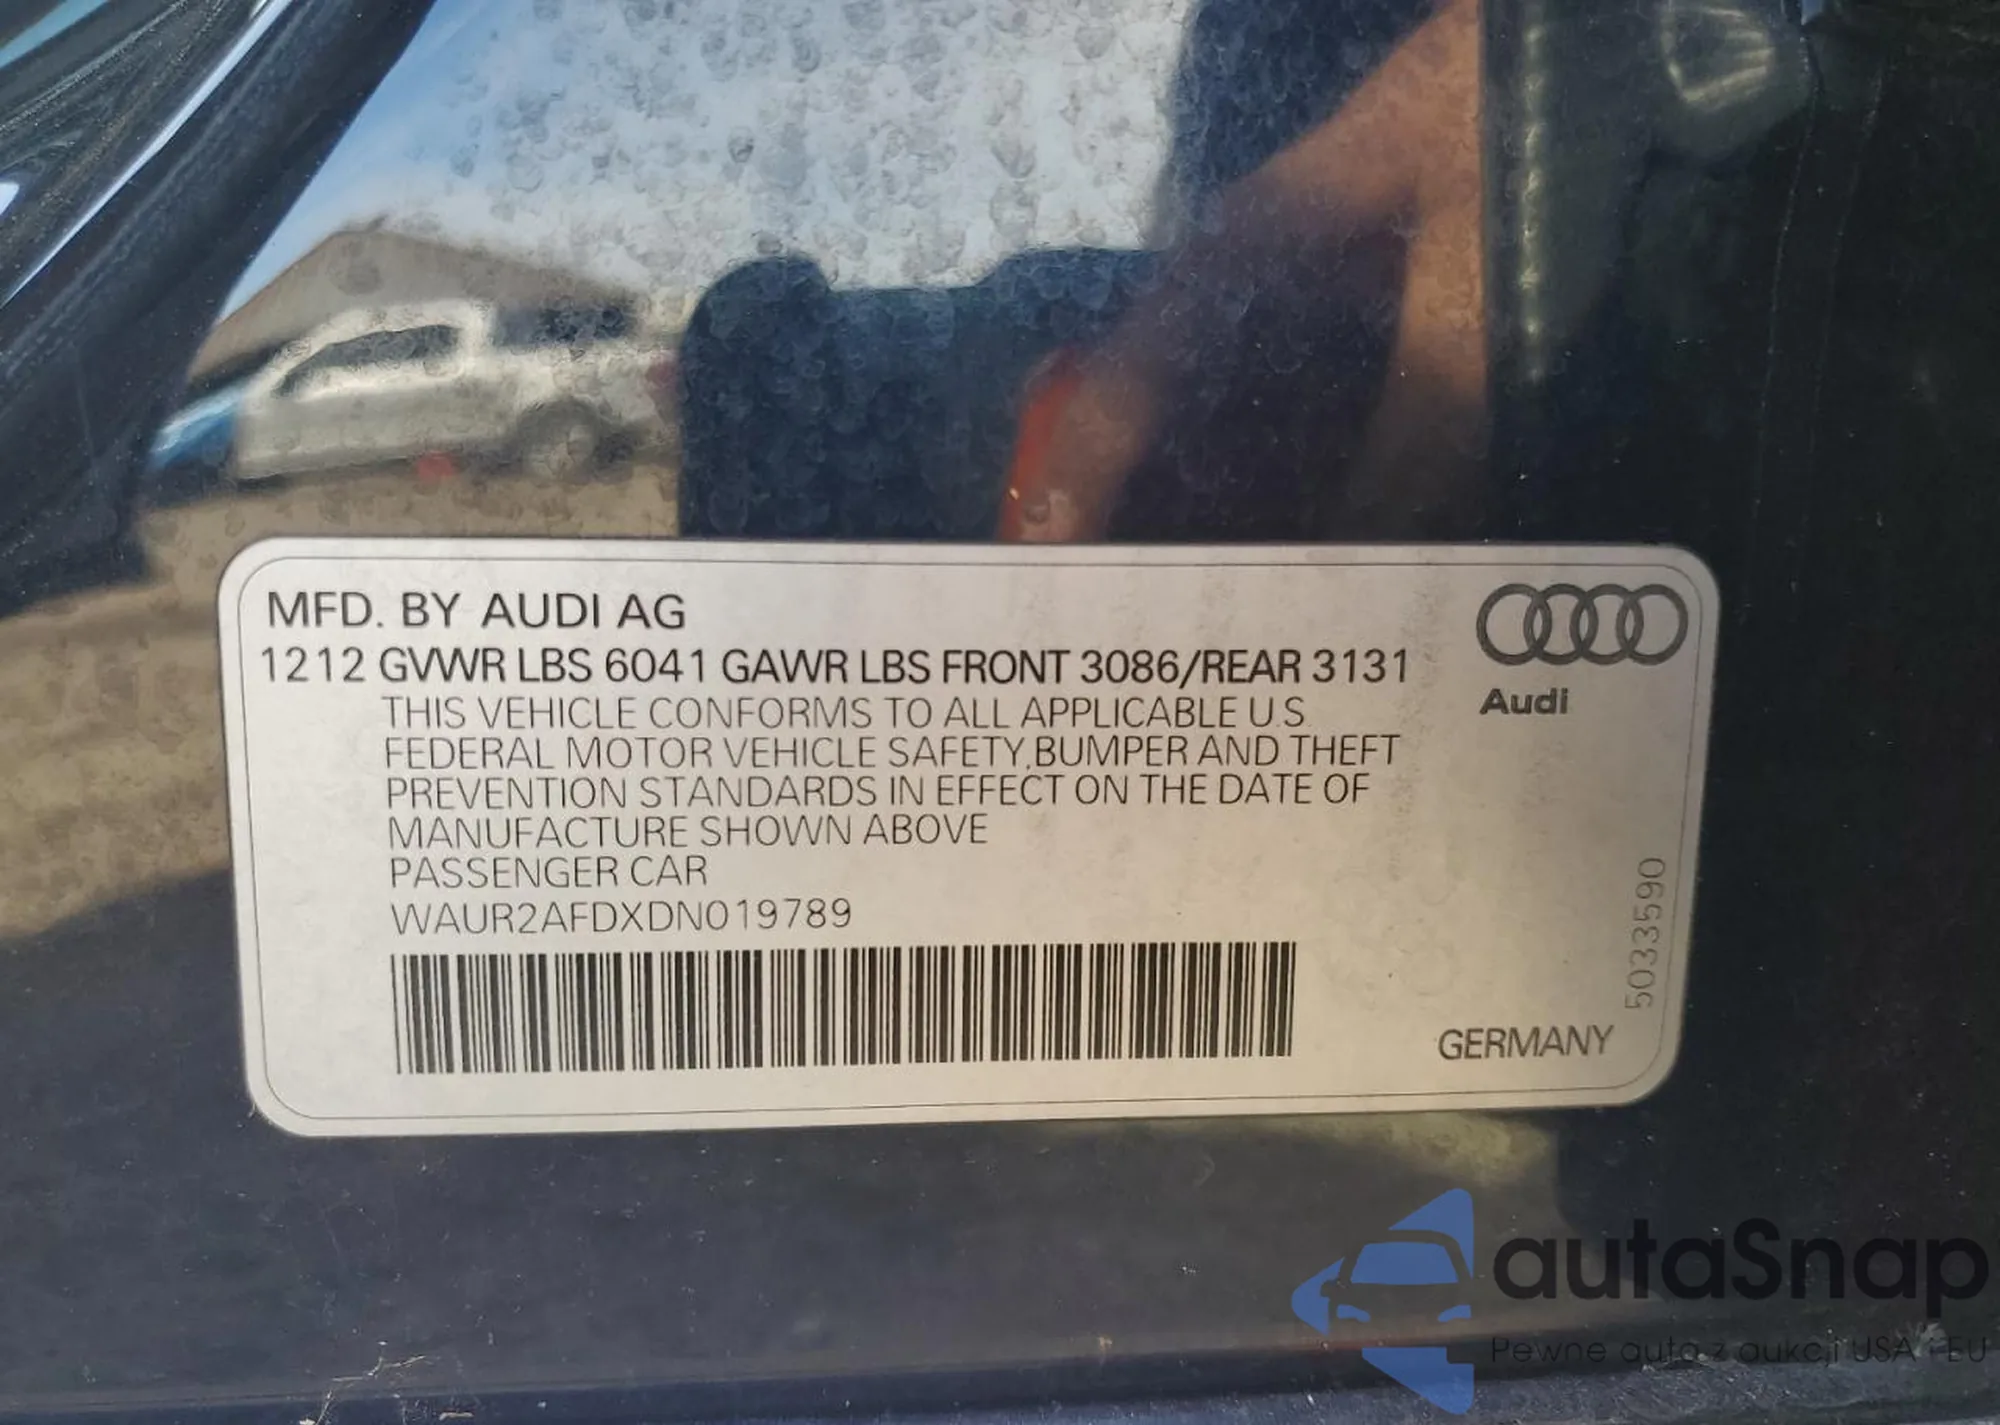 MFD. BY AUDI AG
1212 GVWR LBS 6041 GAWR LBS FRONT 3086/REAR 3131
THIS VEHICLE CONFORMS TO ALL APPLICABLE U.S.
FEDERAL MOTOR VEHICLE SAFETY,BUMPER AND THEFT
PREVENTION STANDARDS IN EFFECT ON THE DATE OF
MANUFACTURE SHOWN ABOVE
PASSENGER CAR
WAUR2AFDXDN019789
Audi
50333590
GERMANY
autaSnap
Pewne auta z aukcji USA i EU